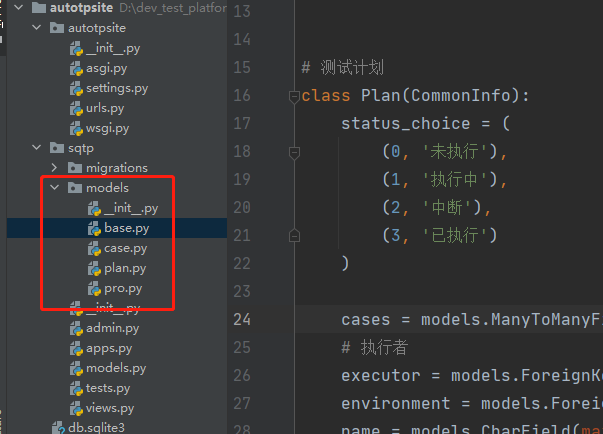 autotpsite D:\dev_test_platfor
autotpsite
__init__.py
asgi.py
settings.py
urls.py
wsgi.py
sqtp
migrations
models
__init__.py
base.py
case.py
plan.py
pro.py
__init__.py
admin.py
apps.py
models.py
tests.py
views.py
db.sqlite3
13
14
15 # 测试计划
16 class Plan(CommonInfo):
17 status_choice = (
18 (0, '未执行'),
19 (1, '执行中'),
20 (2, '中断'),
21 (3, '已执行')
22 )
23
24 cases = models.ManyToManyF
25 # 执行者
26 executor = models.ForeignK
27 environment = models.Forei
28 name = models.CharField(ma